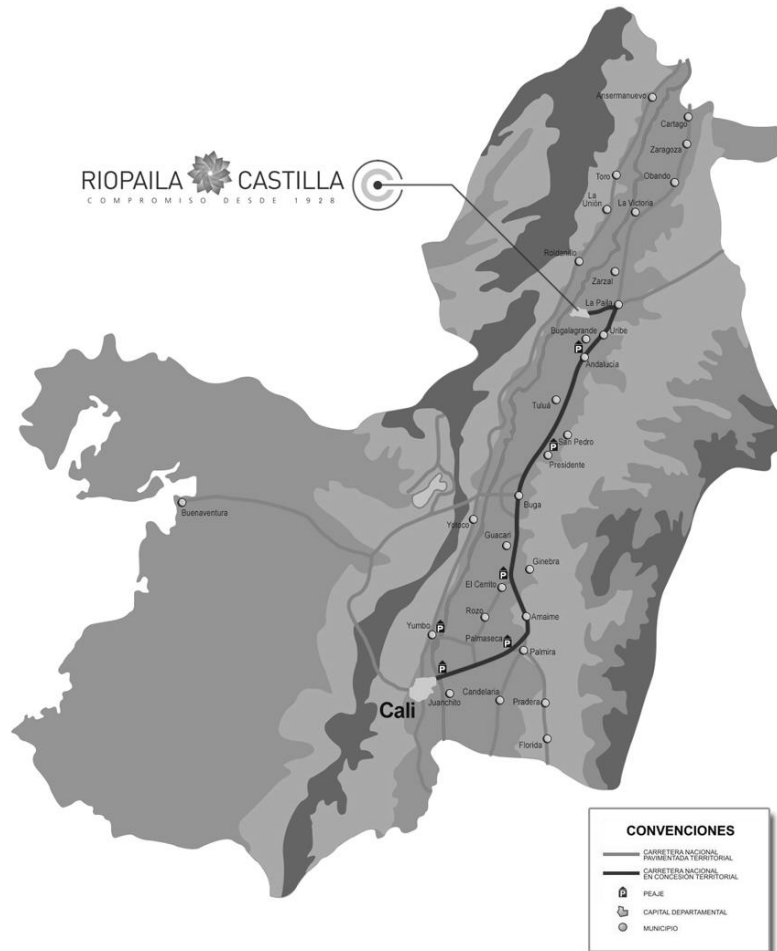 Ansermanuevo
Cartago
Zaragoza
RIOPAILA CASTILLA
COMPROMISO DESDE 1928
Toro
Obando
La
Unión
La Victoria
Roldanillo
Zarzal
La Paila
Bugalagrande
Uribe
P
Andalucía
Tuluá
San Pedro
P
Presidente
Buga
Buenaventura
Yotoco
Guacarí
Ginebra
P
El Cerrito
Rozo
Amaime
Yumbo
P
Palmaseca
P
Palmira
P
Cali
Juanchito
Candelaria
Pradera
Florida
CONVENCIONES
CARRETERA NACIONAL
PAVIMENTADA TERRITORIAL
CARRETERA NACIONAL
EN CONCESIÓN TERRITORIAL
P
PEAJE
CAPITAL DEPARTAMENTAL
MUNICIPIO